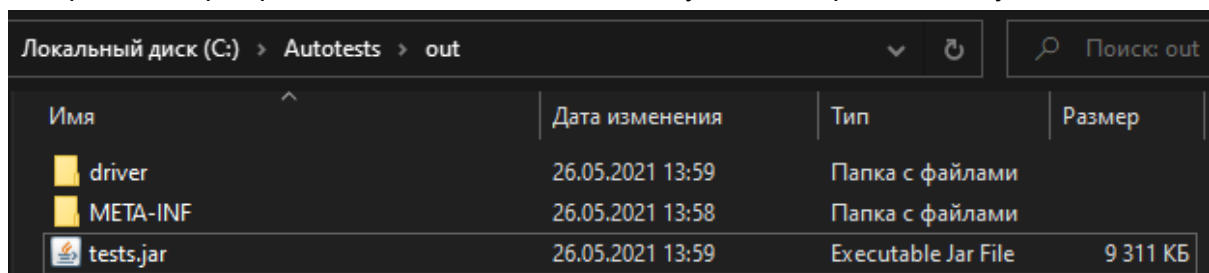 Локальный диск (C:) > Autotests > out Поиск: out
Имя Дата изменения Тип Размер
driver 26.05.2021 13:59 Папка с файлами
META-INF 26.05.2021 13:58 Папка с файлами
tests.jar 26.05.2021 13:59 Executable Jar File 9 311 КБ